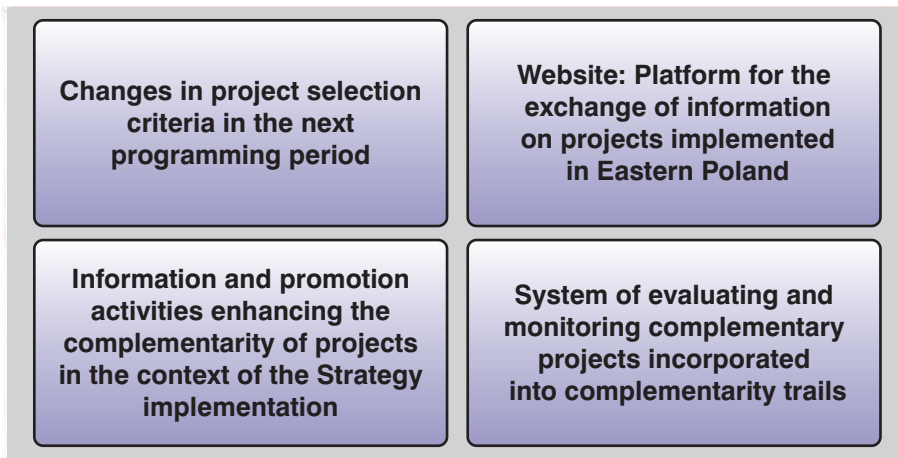 Changes in project selection
criteria in the next
programming period
Website: Platform for the
exchange of information
on projects implemented
in Eastern Poland
Information and promotion
activities enhancing the
complementarity of projects
in the context of the Strategy
implementation
System of evaluating and
monitoring complementary
projects incorporated
into complementarity trails